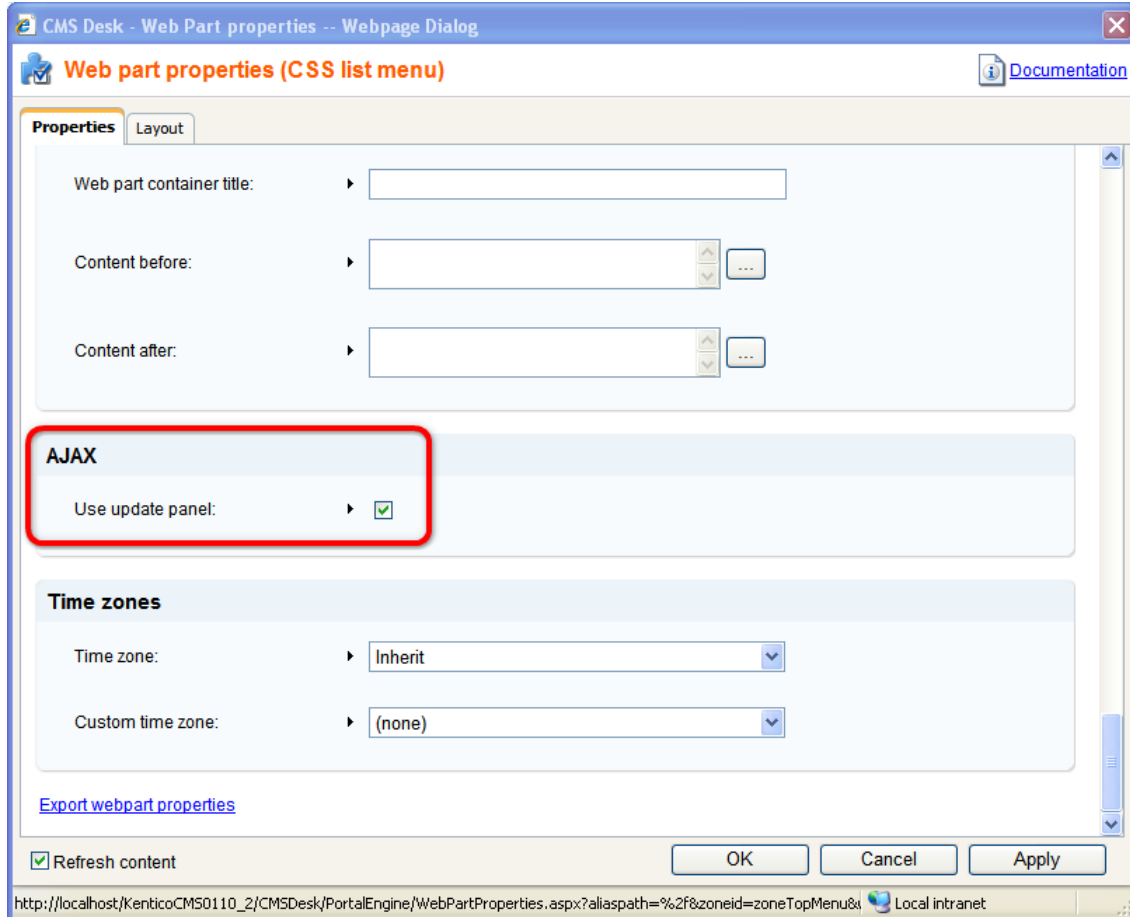 CMS Desk - Web Part properties -- Webpage Dialog
Web part properties (CSS list menu)
Documentation
Properties
Layout
Web part container title:
Content before:
...
Content after:
...
AJAX
Use update panel:
Time zones
Time zone:
Inherit
Custom time zone:
(none)
Export webpart properties
Refresh content
OK
Cancel
Apply
http://localhost/KenticoCMS0110_2/CMSDesk/PortalEngine/WebPartProperties.aspx?aliaspath=%2f&zoneid=zoneTopMenu&
Local intranet